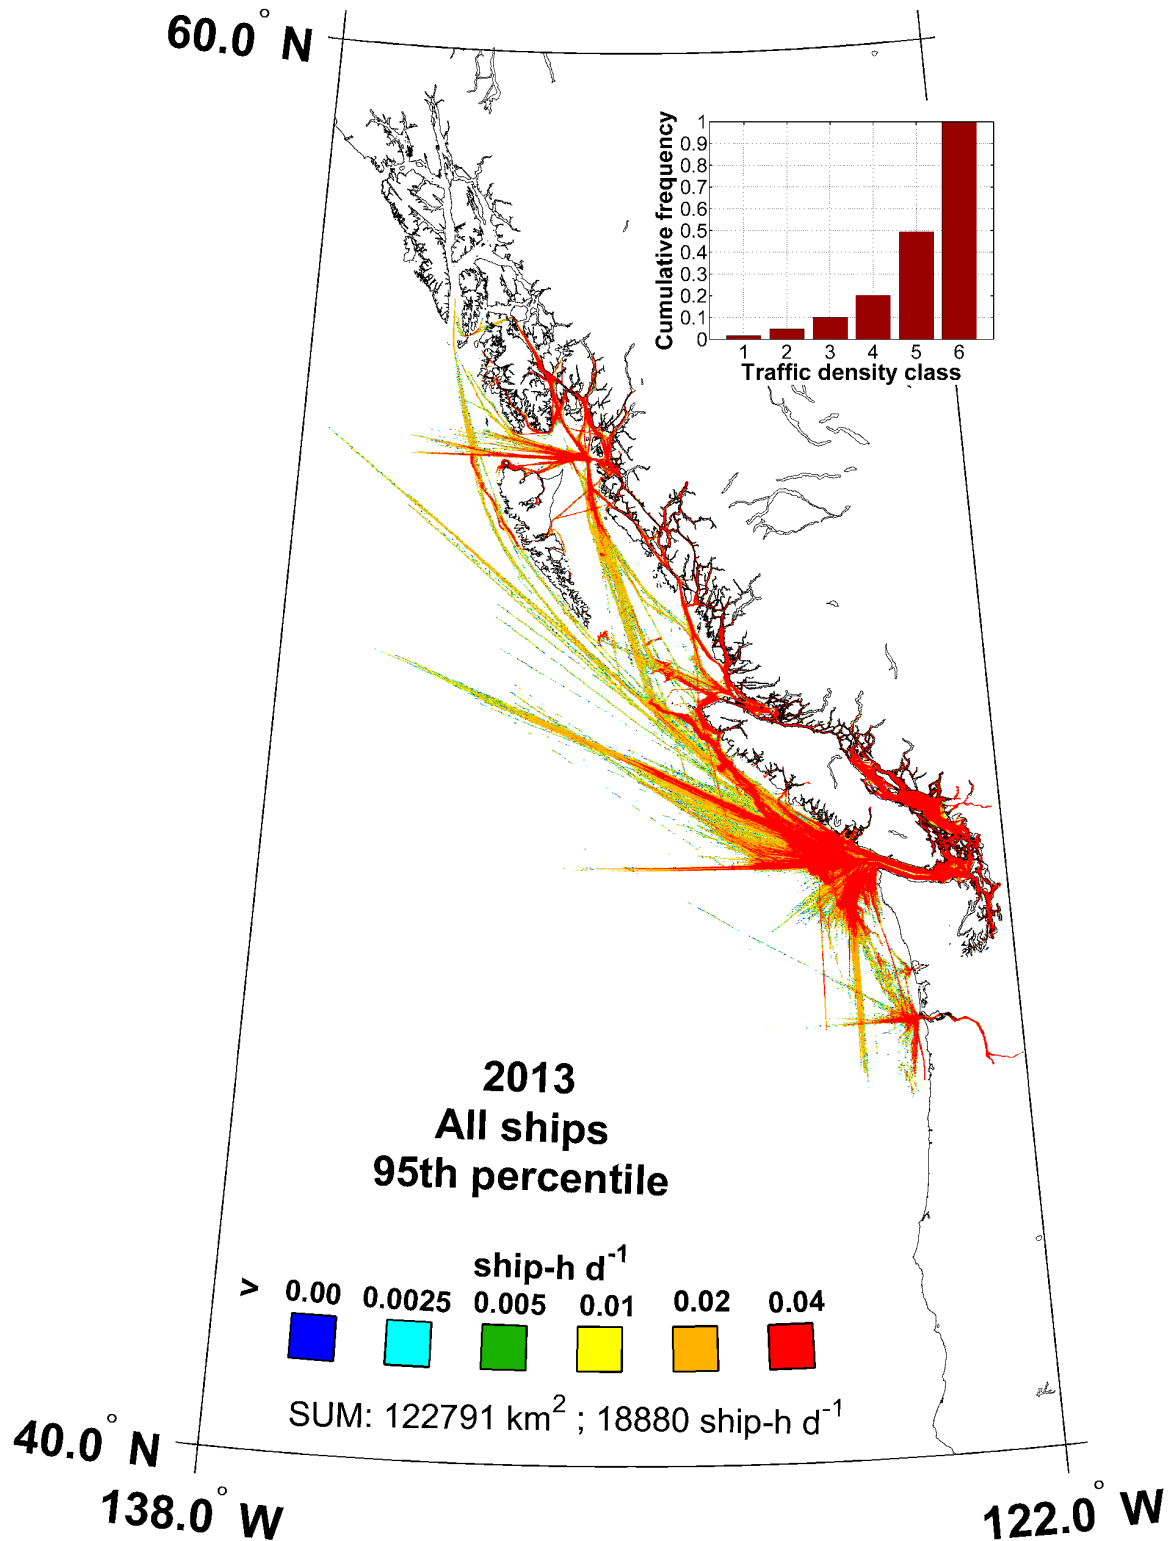 60.0° N
Cumulative frequency
1
0.9
0.8
0.7
0.6
0.5
0.4
0.3
0.2
0.1
0
1 2 3 4 5 6
Traffic density class
2013
All ships
95th percentile
ship-h d⁻¹
> 0.00 0.0025 0.005 0.01 0.02 0.04
SUM: 122791 km² ; 18880 ship-h d⁻¹
40.0° N
138.0° W
122.0° W